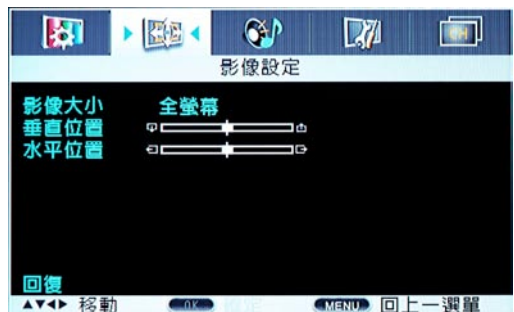 影像設定
影像大小 全螢幕
垂直位置
水平位置
回復
▲▼◀▶ 移動 OK MENU 回上一選單